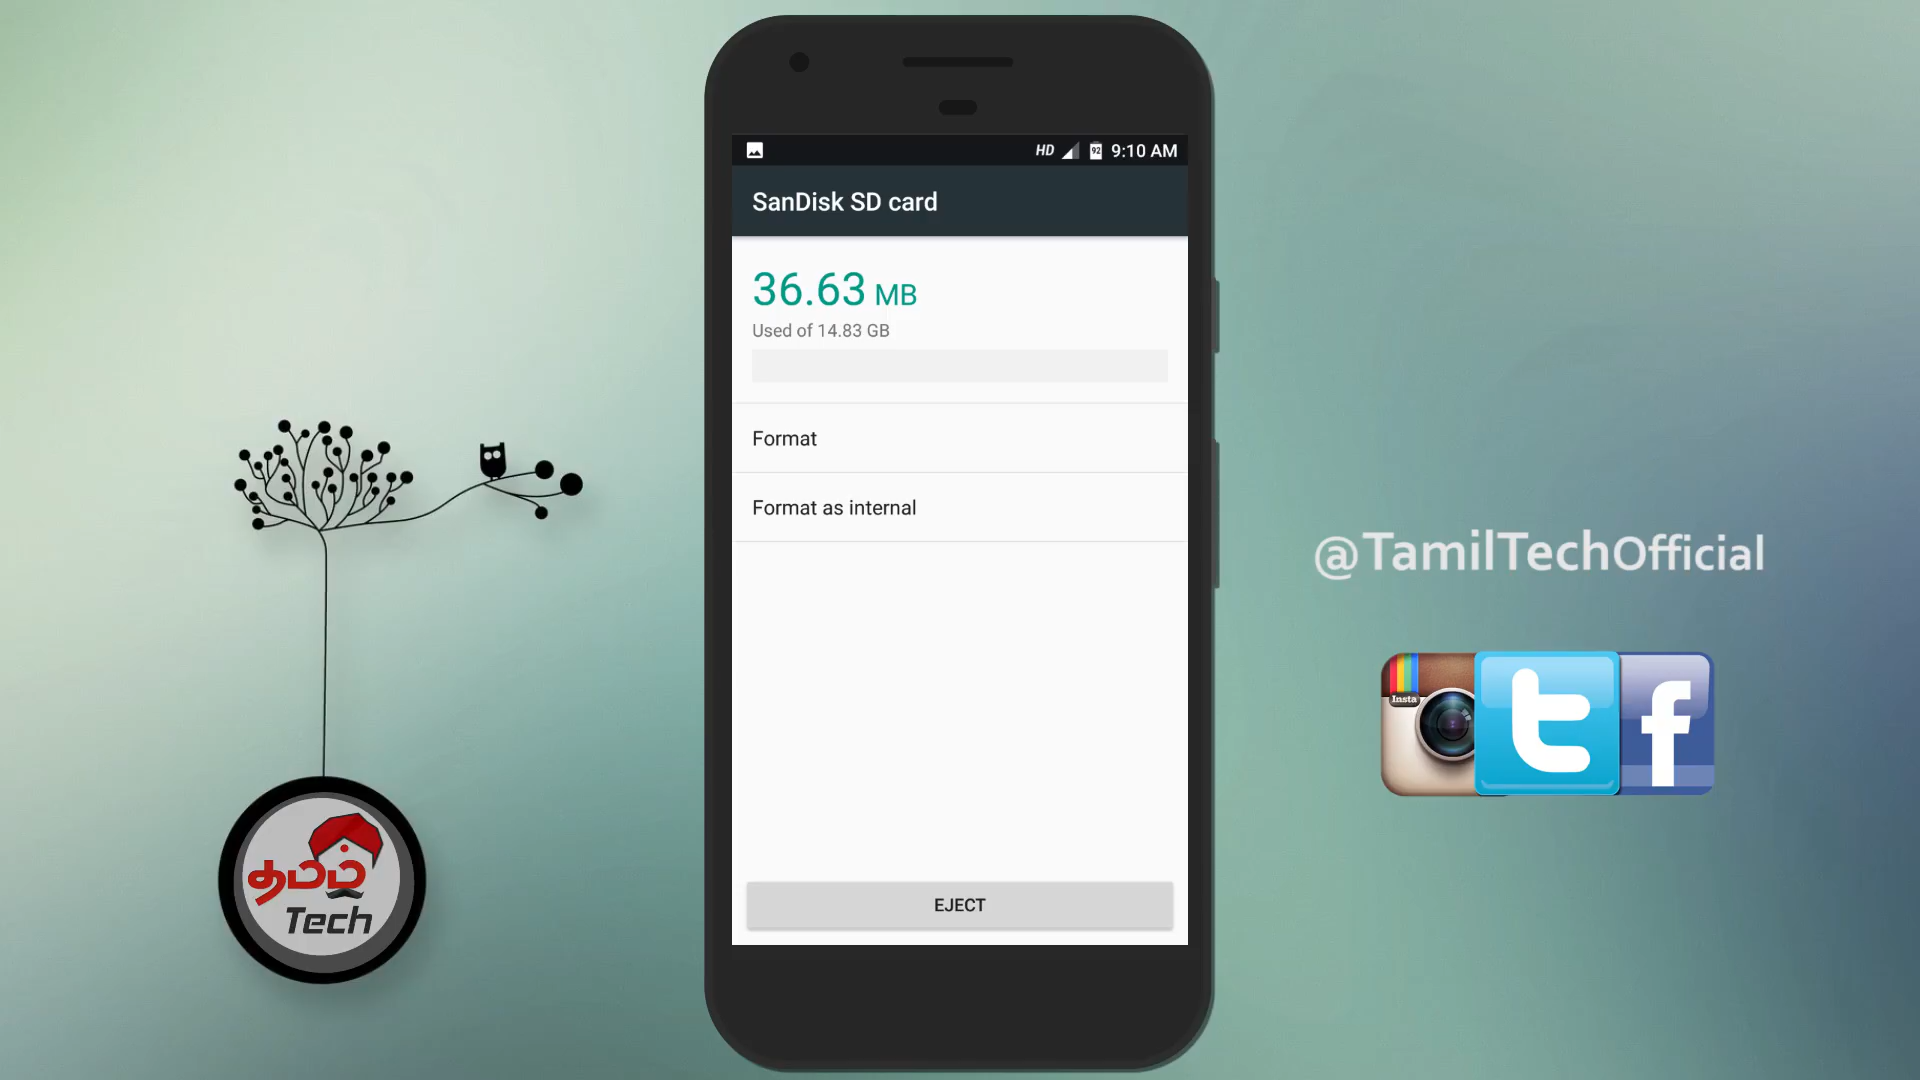 HD 92 9:10 AM
SanDisk SD card
36.63 MB
Used of 14.83 GB
Format
Format as internal
EJECT
@TamilTechOfficial
Insta
தமிழ்
Tech